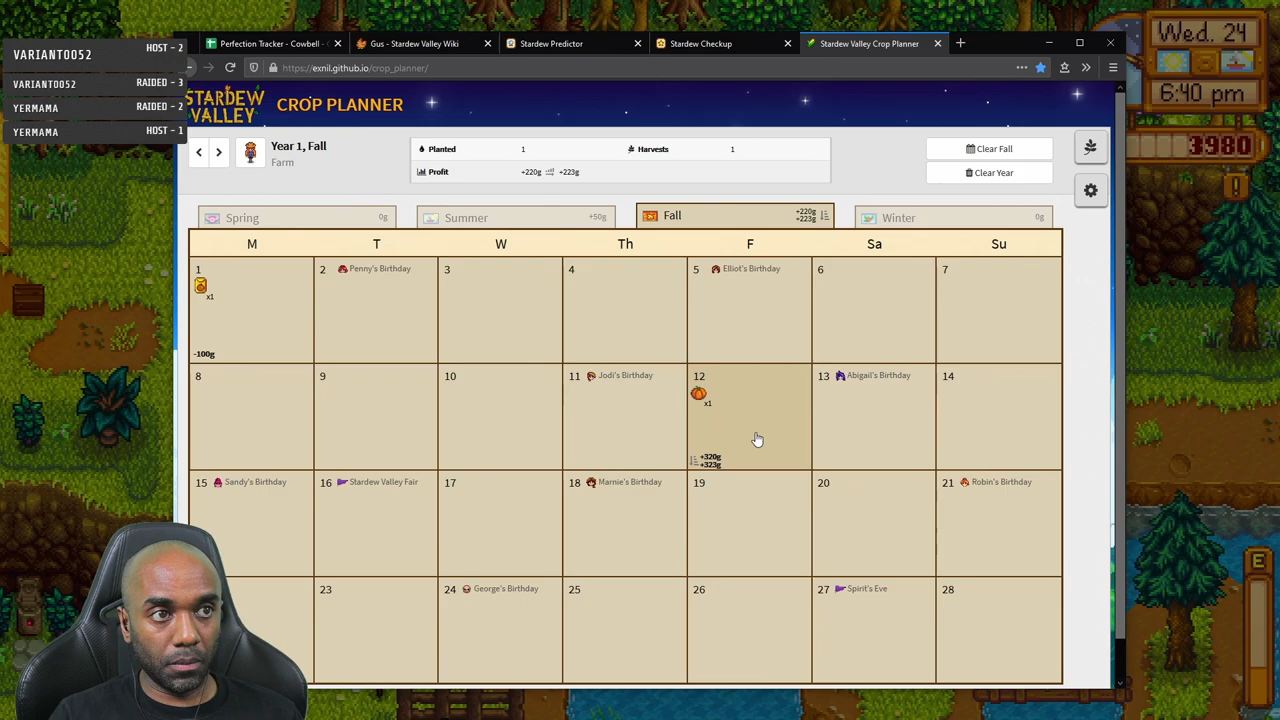 VARIANT0052 HOST - 2
VARIANT0052 RAIDED - 3
YERMAMA RAIDED - 2
YERMAMA HOST - 1
Perfection Tracker - Cowbell -
Gus - Stardew Valley Wiki
Stardew Predictor
Stardew Checkup
Stardew Valley Crop Planner
https://exnil.github.io/crop_planner/
Wed. 24
6:40 pm
3980
STARDEW
VALLEY
CROP PLANNER
Year 1, Fall
Farm
Planted 1 Harvests 1
Profit +220g +223g
Clear Fall
Clear Year
Spring 0g
Summer +50g
Fall +220g
+223g
Winter 0g
M T W Th F Sa Su
1 2 Penny's Birthday 3 4 5 Elliot's Birthday 6 7
x1
-100g
8 9 10 11 Jodi's Birthday 12 13 Abigail's Birthday 14
x1
+320g
+323g
15 Sandy's Birthday 16 Stardew Valley Fair 17 18 Marnie's Birthday 19 20 21 Robin's Birthday
23 24 George's Birthday 25 26 27 Spirit's Eve 28
E